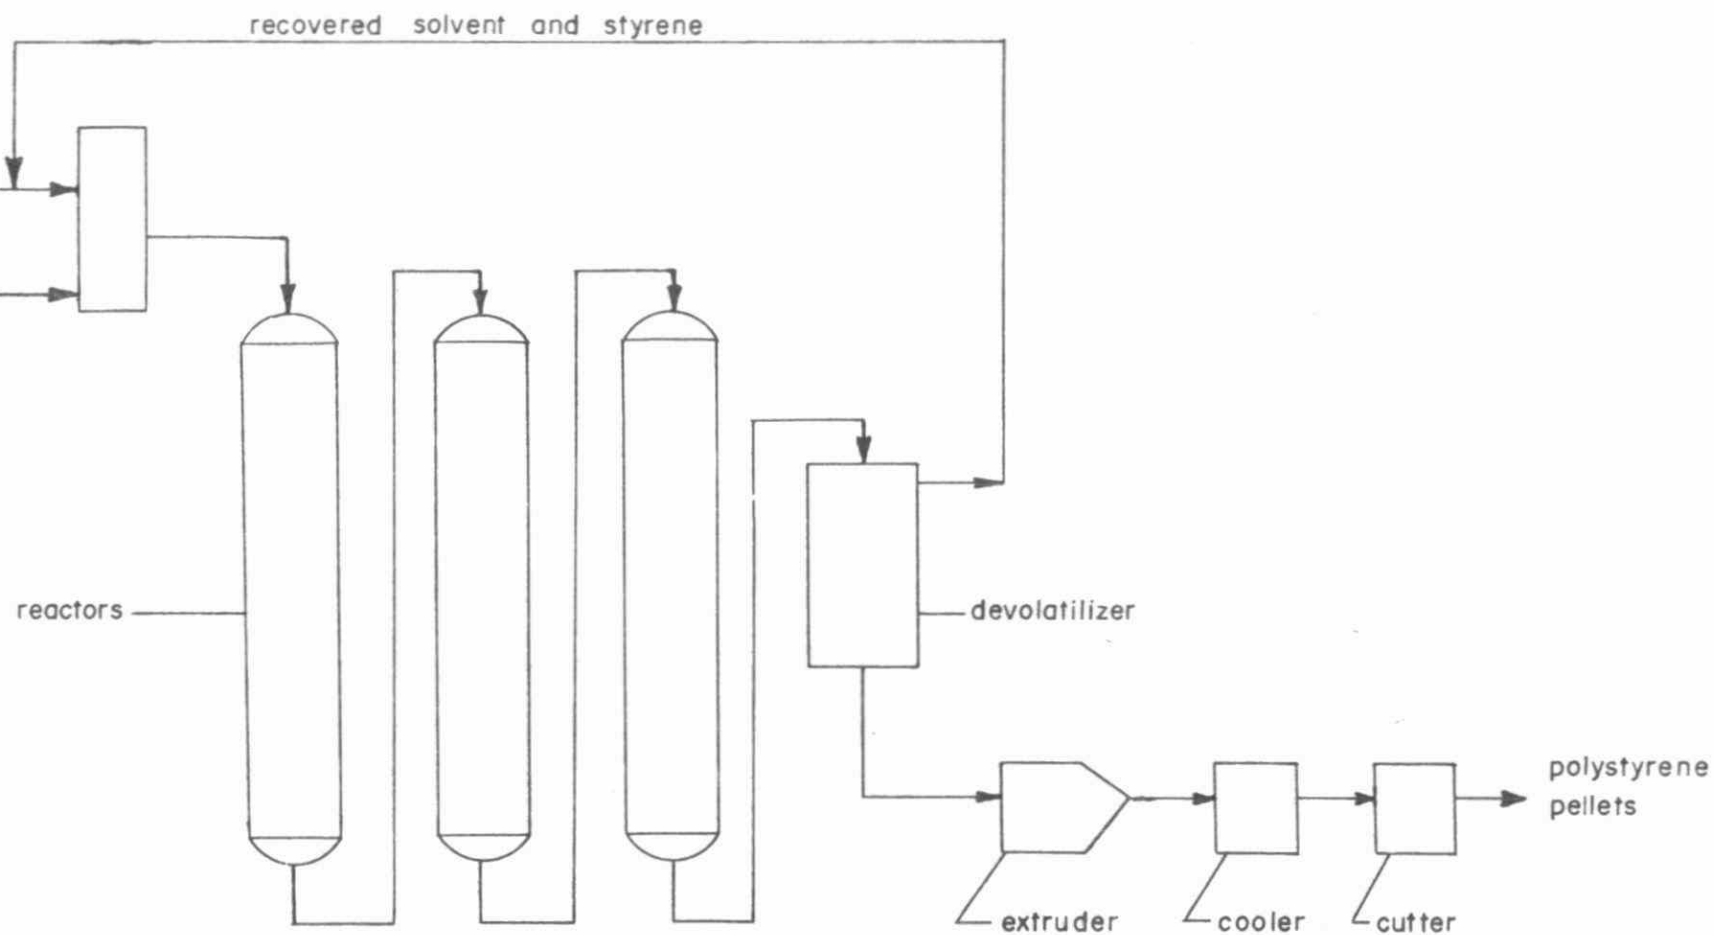 recovered solvent and styrene
reactors
devolatilizer
polystyrene
pellets
extruder
cooler
cutter